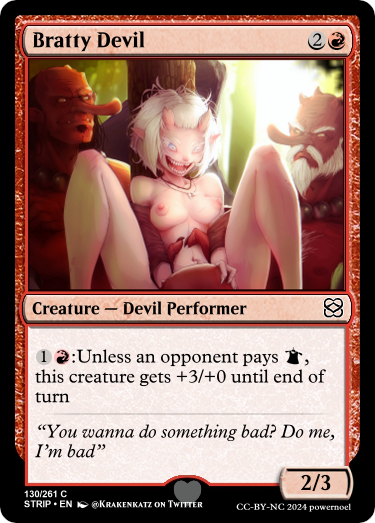 Bratty Devil 2
Creature — Devil Performer
1 :Unless an opponent pays ,
this creature gets +3/+0 until end of
turn
“You wanna do something bad? Do me,
I’m bad”
2/3
130/261 C
STRIP • EN @Krakenkatz on Twitter
CC-BY-NC 2024 powernoel